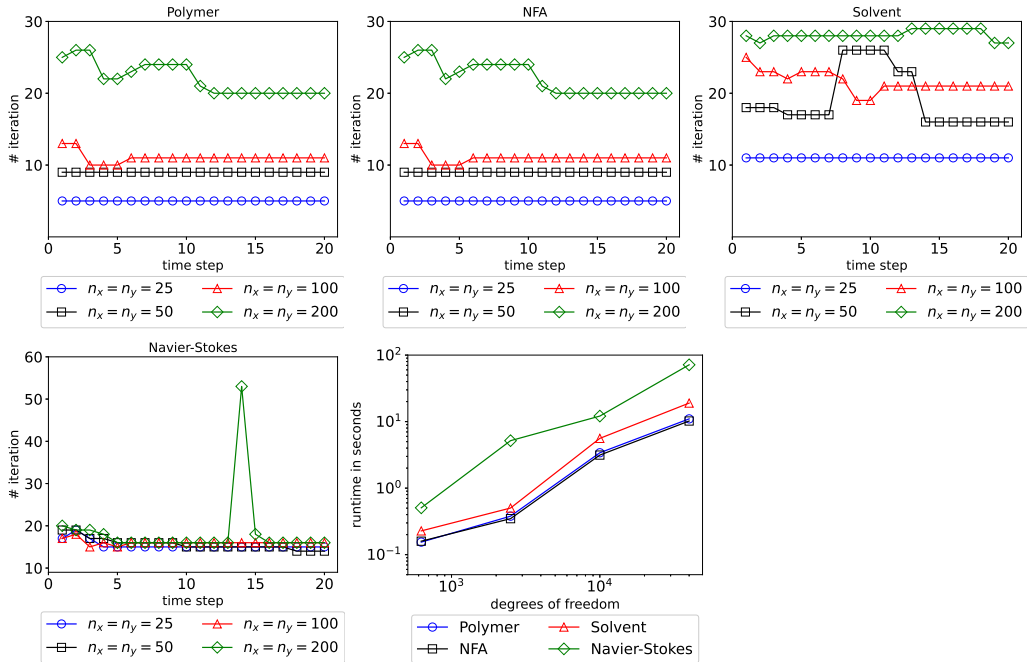 Polymer
30
20
10
# iteration
0 5 10 15 20
time step
n_x = n_y = 25
n_x = n_y = 100
n_x = n_y = 50
n_x = n_y = 200
NFA
30
20
10
# iteration
0 5 10 15 20
time step
n_x = n_y = 25
n_x = n_y = 100
n_x = n_y = 50
n_x = n_y = 200
Solvent
30
20
10
# iteration
0 5 10 15 20
time step
n_x = n_y = 25
n_x = n_y = 100
n_x = n_y = 50
n_x = n_y = 200
Navier-Stokes
60
50
40
30
20
10
# iteration
0 5 10 15 20
time step
n_x = n_y = 25
n_x = n_y = 100
n_x = n_y = 50
n_x = n_y = 200
10^2
10^1
10^0
10^−1
runtime in seconds
10^3 10^4
degrees of freedom
Polymer
Solvent
NFA
Navier-Stokes